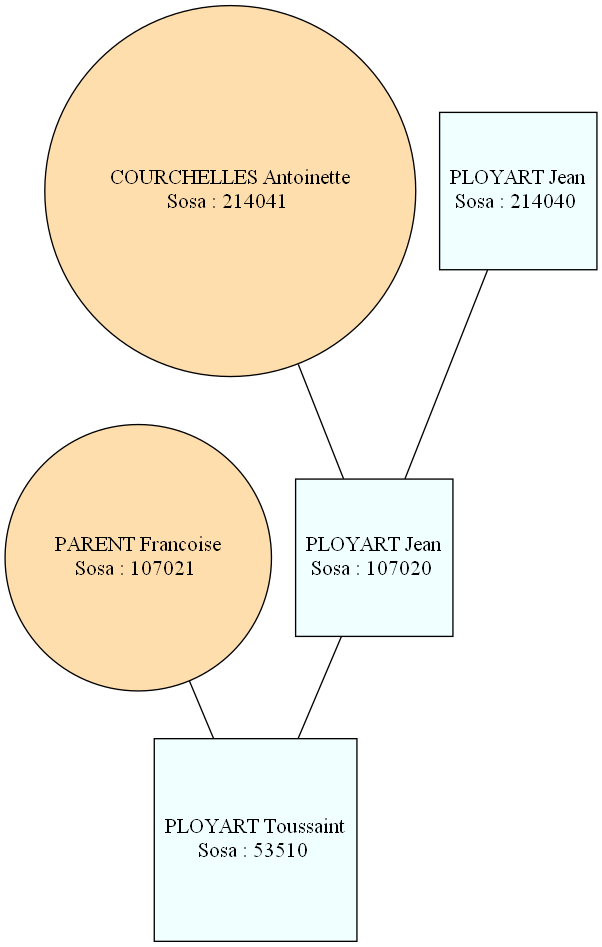 COURCHELLES Antoinette
Sosa : 214041
PLOYART Jean
Sosa : 214040
PARENT Francoise
Sosa : 107021
PLOYART Jean
Sosa : 107020
PLOYART Toussaint
Sosa : 53510